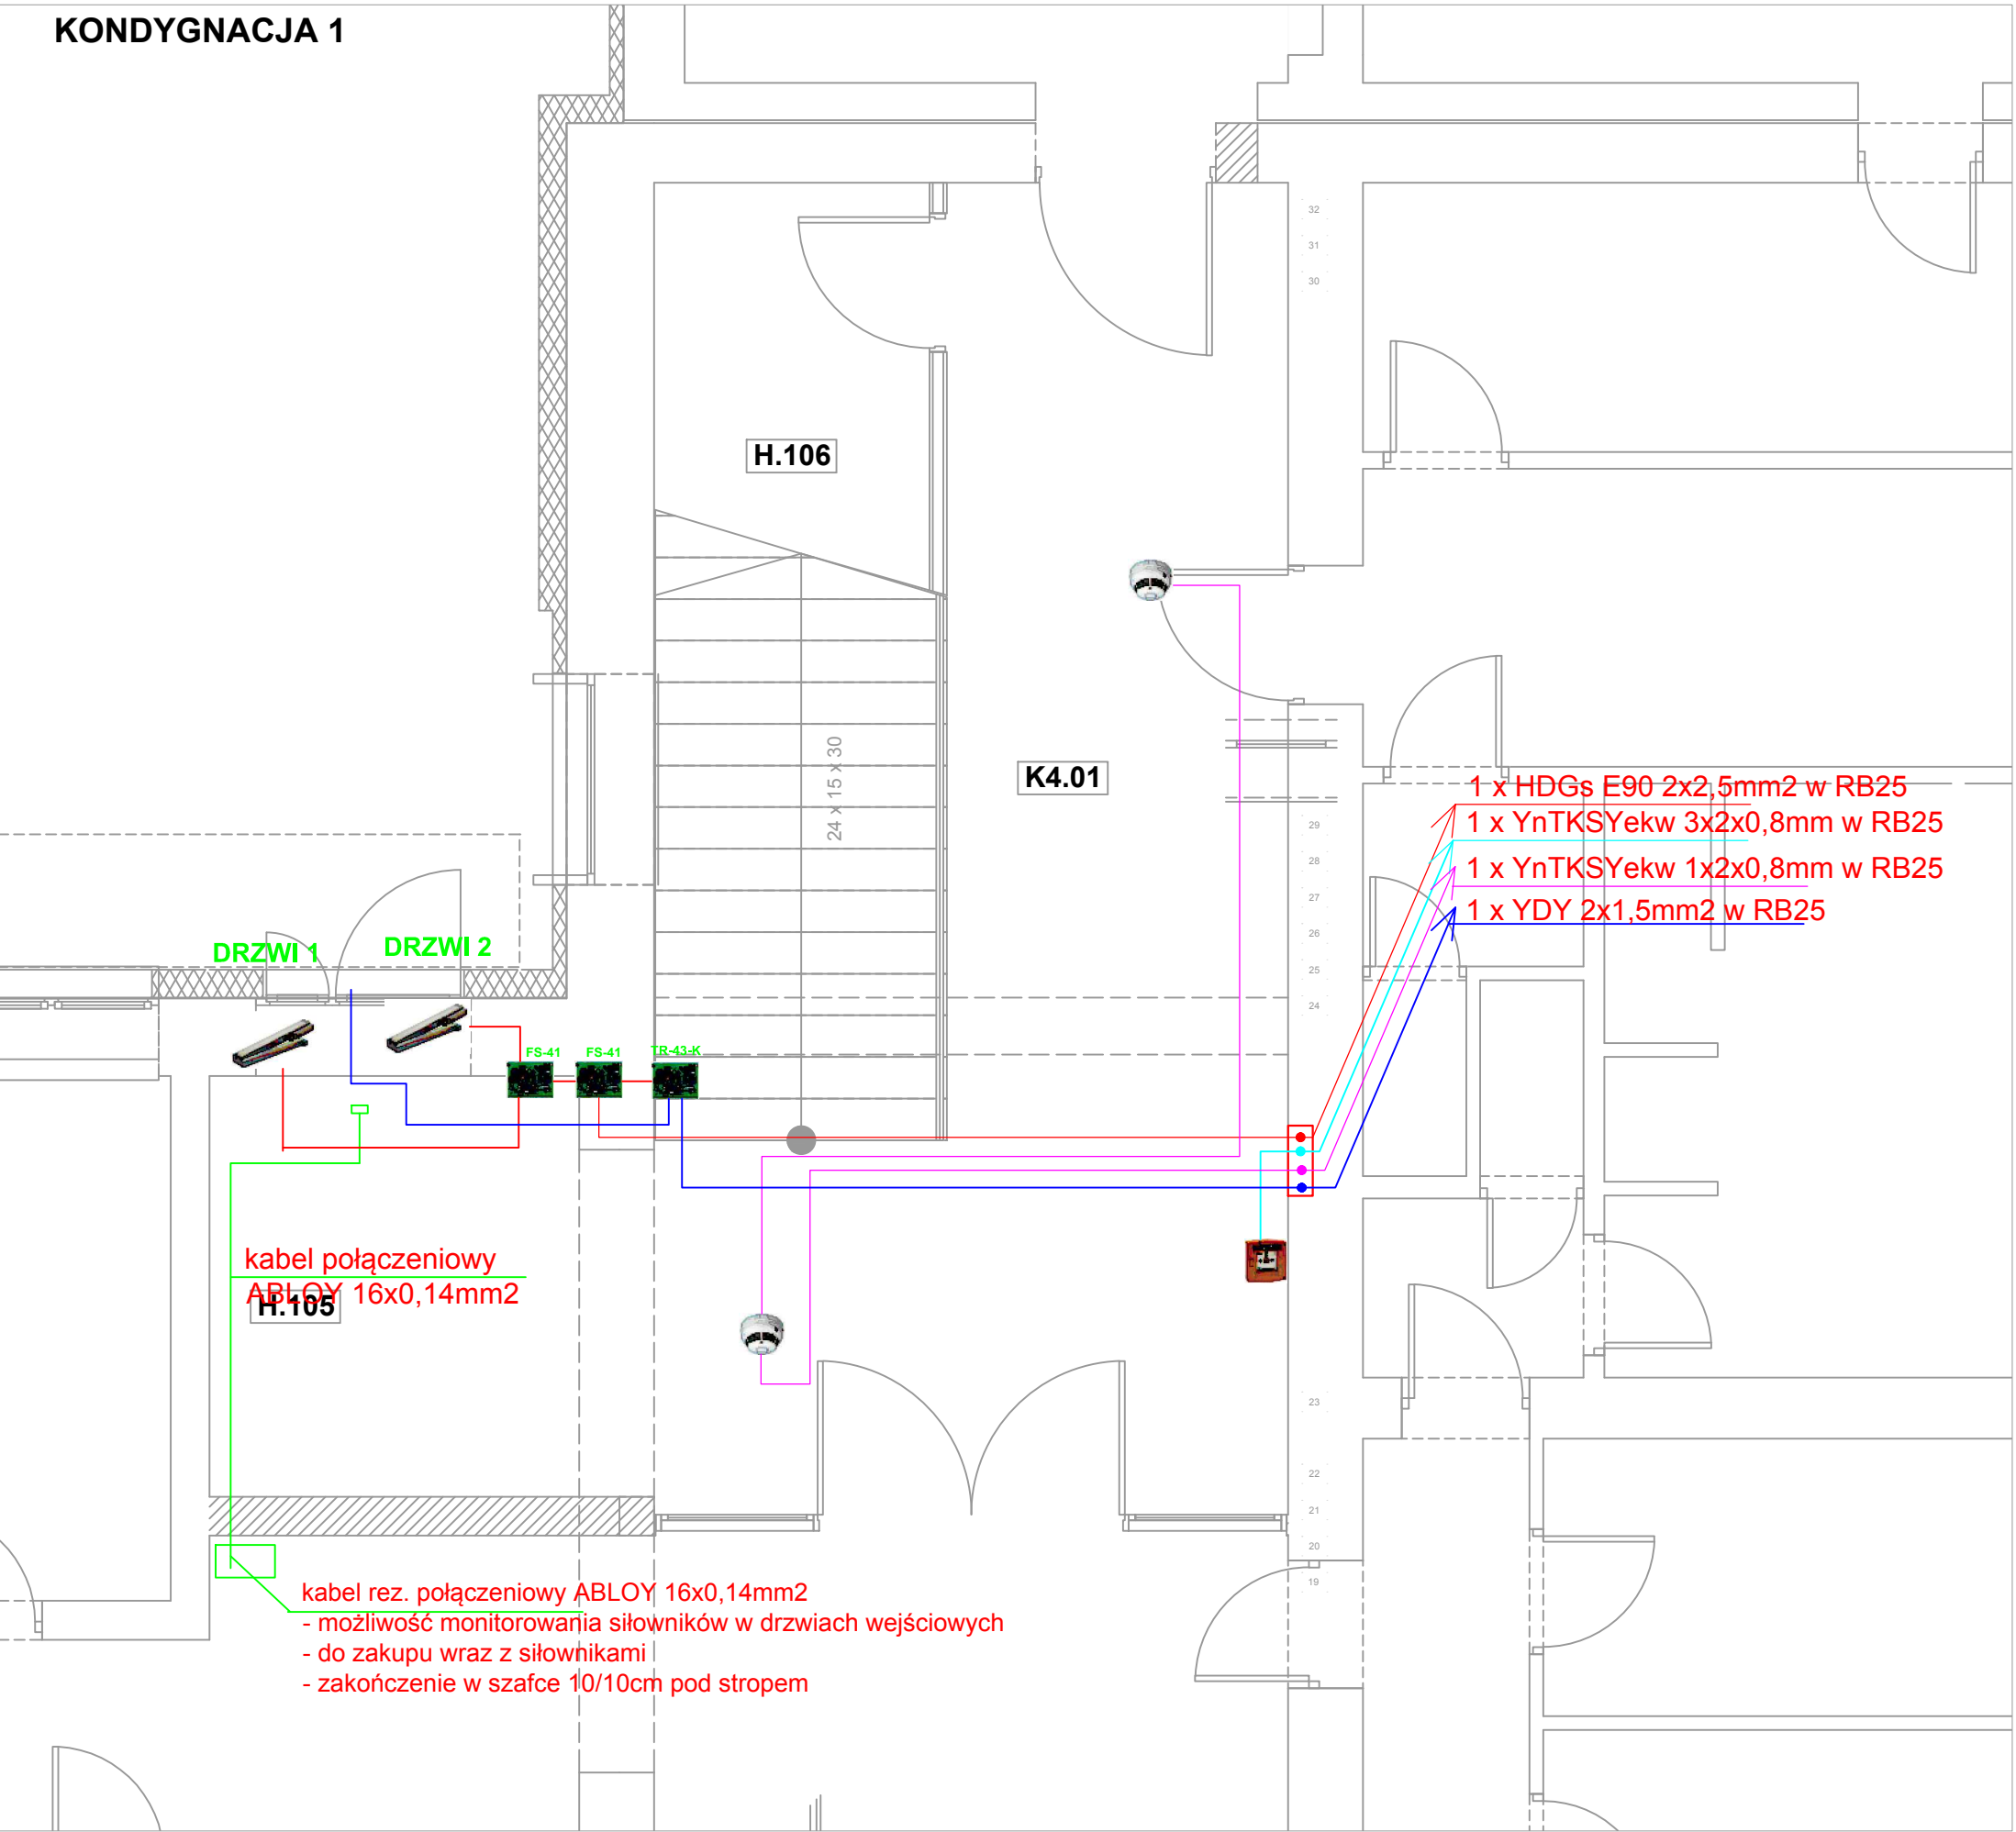 KONDYGNACJA 1
32
31
30
H.106
24 x 15 x 30
K4.01
1 x HDGs E90 2x2,5mm2 w RB25
1 x YnTKSYekw 3x2x0,8mm w RB25
1 x YnTKSYekw 1x2x0,8mm w RB25
1 x YDY 2x1,5mm2 w RB25
29
28
27
26
25
24
DRZWI 1
DRZWI 2
FS-41
FS-41
TR-43-K
kabel połączeniowy
ABLOY 16x0,14mm2
H.105
23
22
21
20
19
kabel rez. połączeniowy ABLOY 16x0,14mm2
- możliwość monitorowania siłowników w drzwiach wejściowych
- do zakupu wraz z siłownikami
- zakończenie w szafce 10/10cm pod stropem